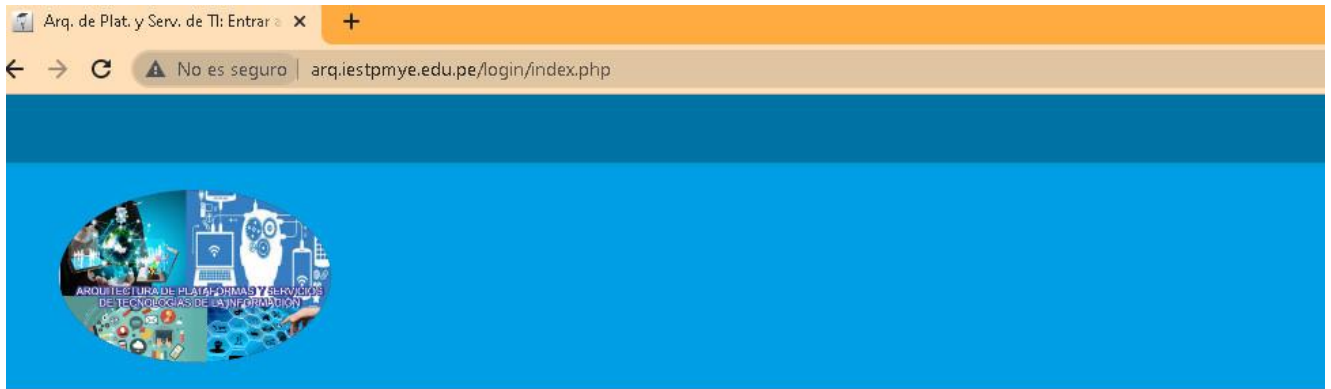 Arq. de Plat. y Serv. de TI: Entrar a
No es seguro | arq.iestpmye.edu.pe/login/index.php
ARQUITECTURA DE PLATAFORMAS Y SERVICIOS
DE TECNOLOGÍAS DE LA INFORMACIÓN